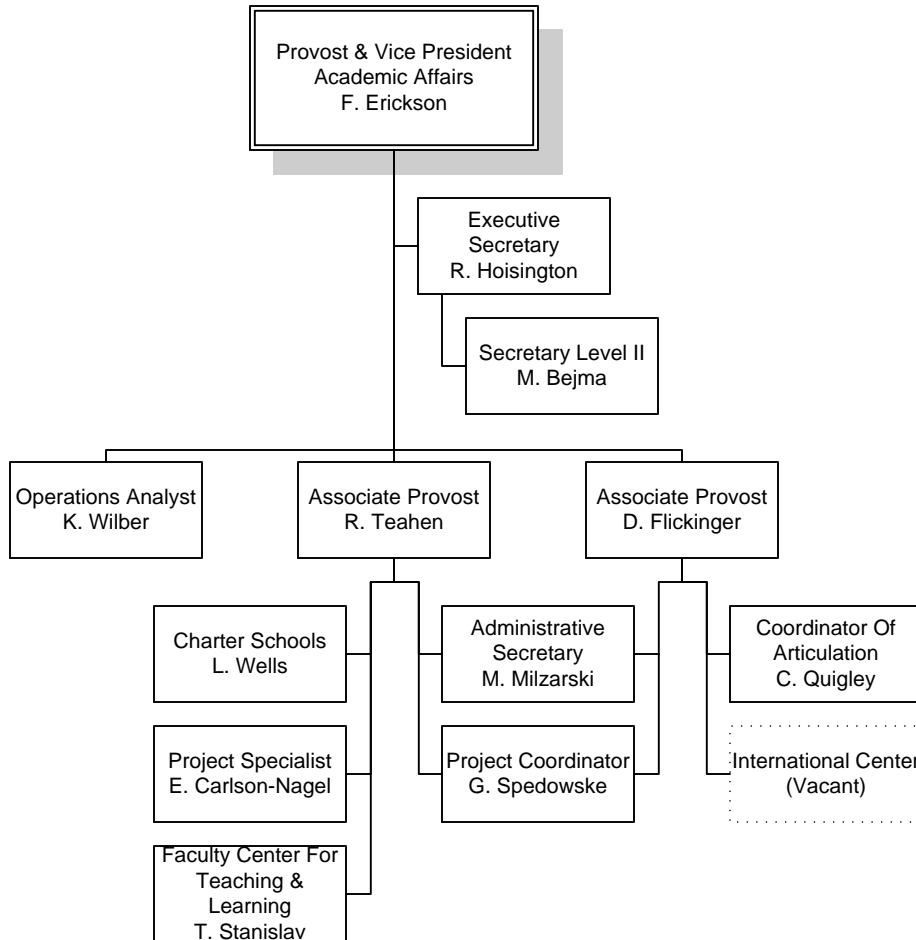 Provost & Vice President
Academic Affairs
F. Erickson
Executive
Secretary
R. Hoisington
Secretary Level II
M. Bejma
Operations Analyst
K. Wilber
Associate Provost
R. Teahen
Associate Provost
D. Flickinger
Charter Schools
L. Wells
Administrative
Secretary
M. Milzarski
Coordinator Of
Articulation
C. Quigley
Project Specialist
E. Carlson-Nagel
Project Coordinator
G. Spedowske
International Center
(Vacant)
Faculty Center For
Teaching &
Learning
T. Stanislav